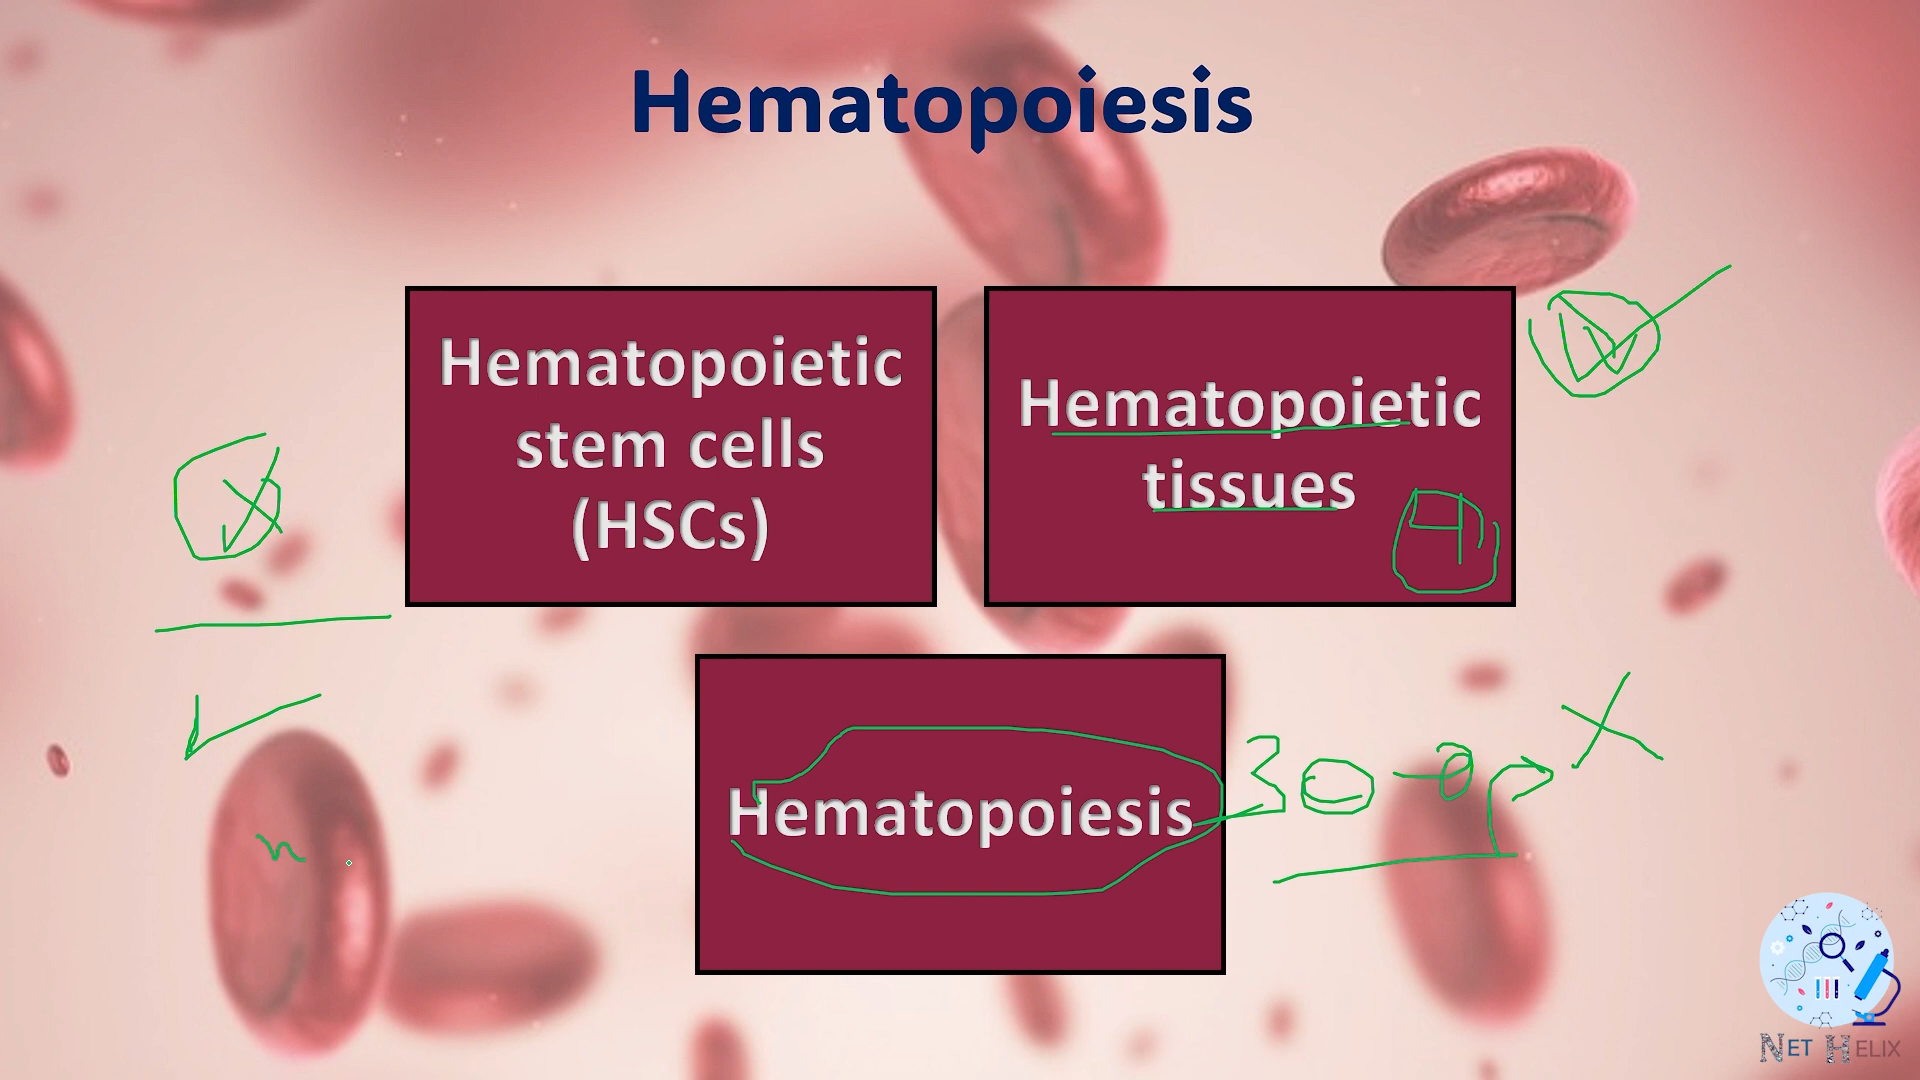 Hematopoiesis
Hematopoietic
stem cells
(HSCs)
Hematopoietic
tissues
Hematopoiesis
NET HELIX